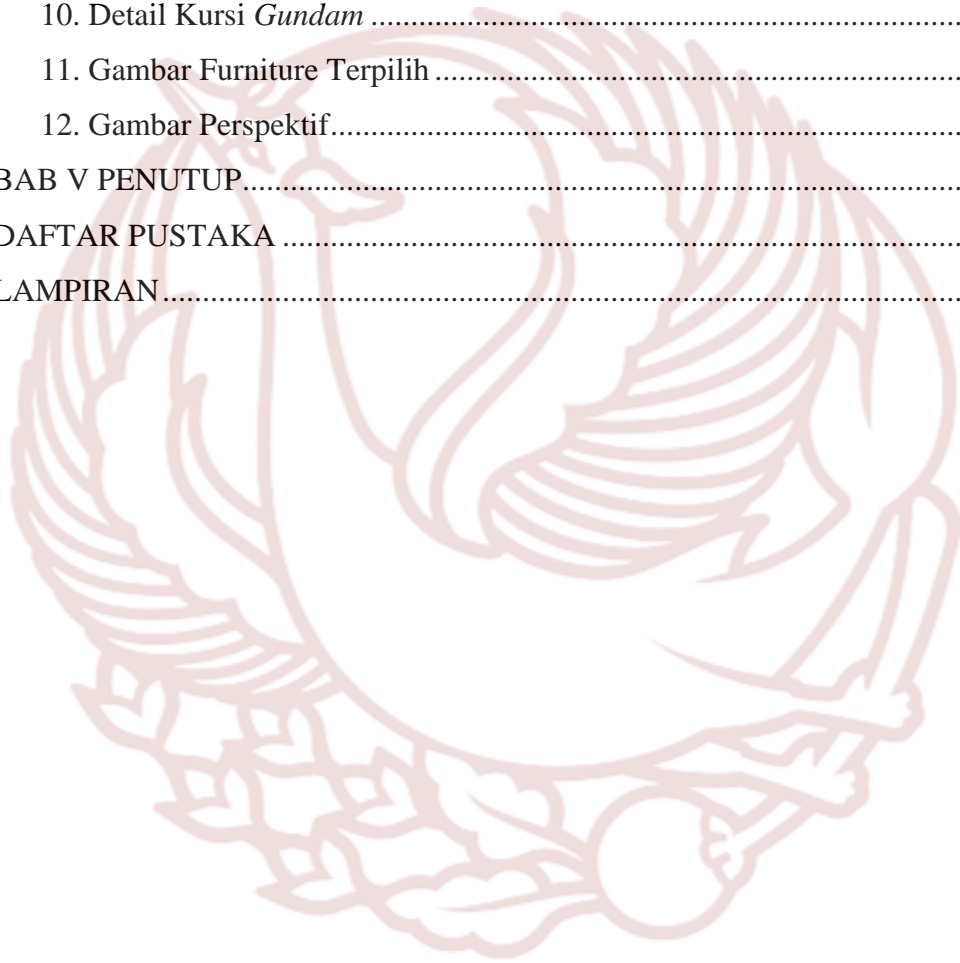 10. Detail Kursi Gundam ........................................................................
11. Gambar Furniture Terpilih ................................................................
12. Gambar Perspektif..............................................................................
BAB V PENUTUP..........................................................................................
DAFTAR PUSTAKA .....................................................................................
LAMPIRAN....................................................................................................